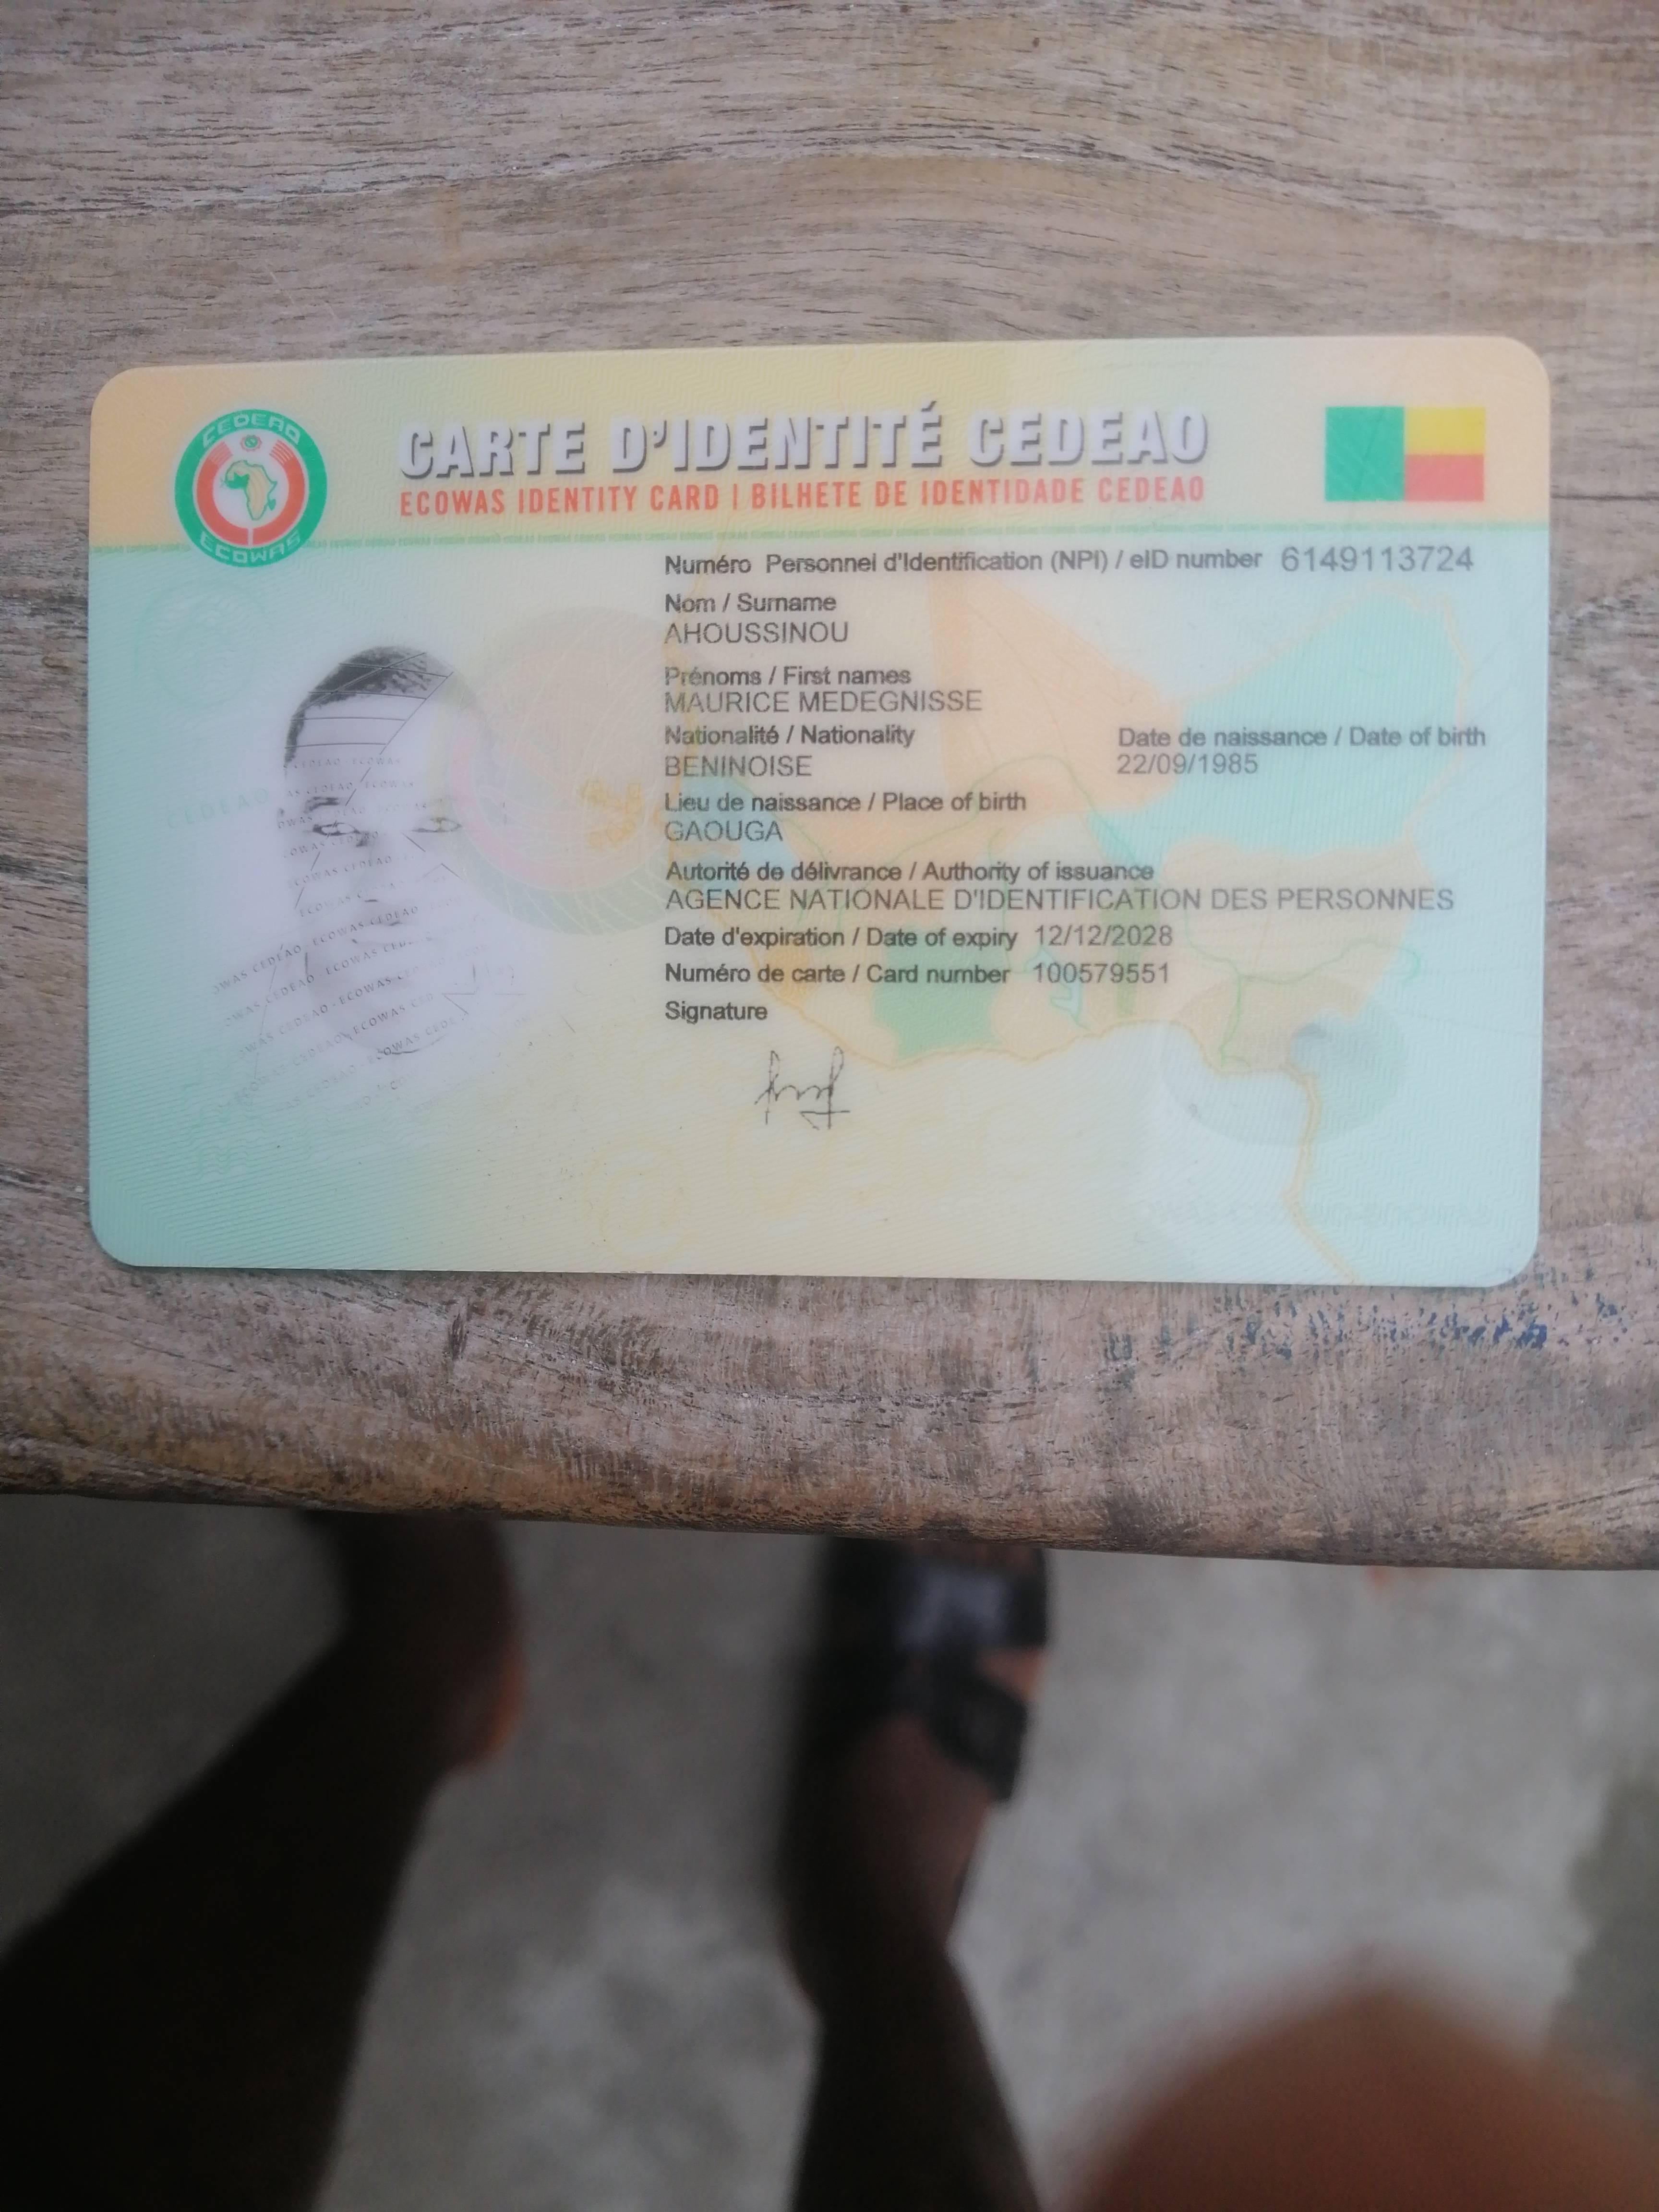 CEDEAO
ECOWAS
CARTE D'IDENTITÉ CEDEAO
ECOWAS IDENTITY CARD | BILHETE DE IDENTIDADE CEDEAO
Numéro Personnel d'Identification (NPI) / eID number 6149113724
Nom / Surname
AHOUSSINOU
Prénoms / First names
MAURICE MEDEGNISSE
Nationalité / Nationality
BENINOISE
Date de naissance / Date of birth
22/09/1985
Lieu de naissance / Place of birth
GAOUGA
Autorité de délivrance / Authority of issuance
AGENCE NATIONALE D'IDENTIFICATION DES PERSONNES
Date d'expiration / Date of expiry 12/12/2028
Numéro de carte / Card number 100579551
Signature